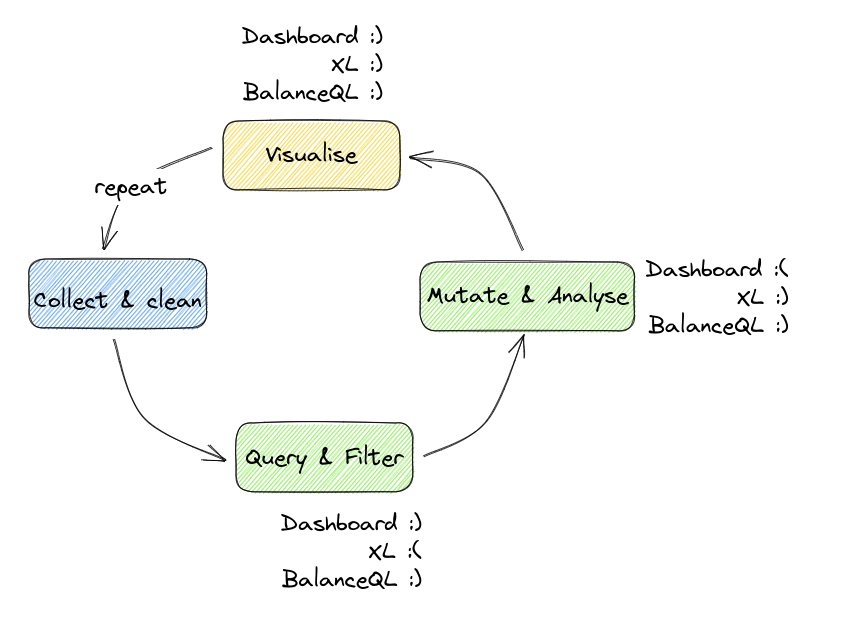 Dashboard :)
XL :)
BalanceQL :)
Visualise
repeat
Collect & clean
Mutate & Analyse
Dashboard :(
XL :)
BalanceQL :)
Query & Filter
Dashboard :)
XL :(
BalanceQL :)